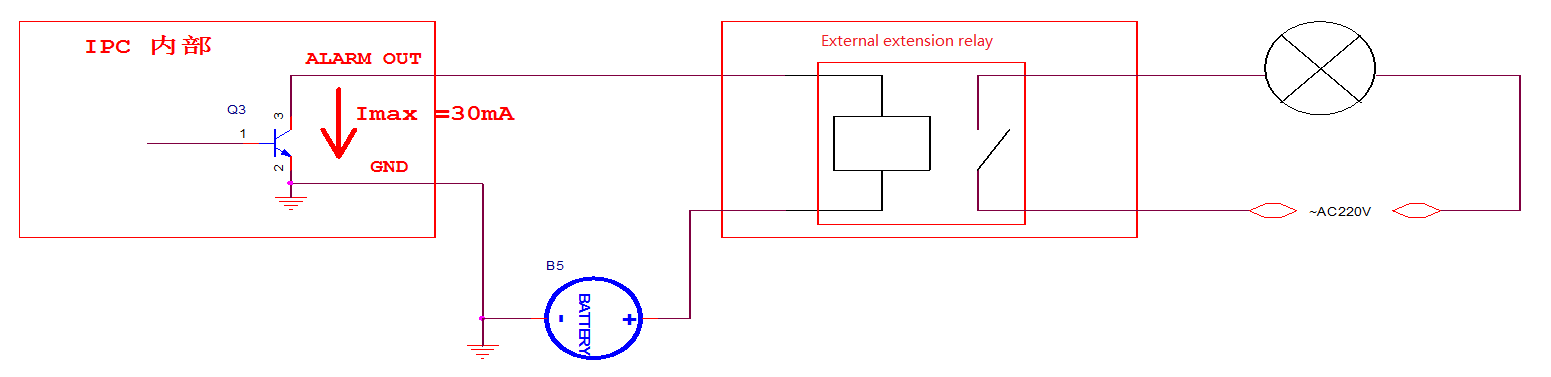 IPC 内部
External extension relay
ALARM OUT
Q3
3
Imax =30mA
1
2
GND
~AC220V
B5
BATTERY
- +